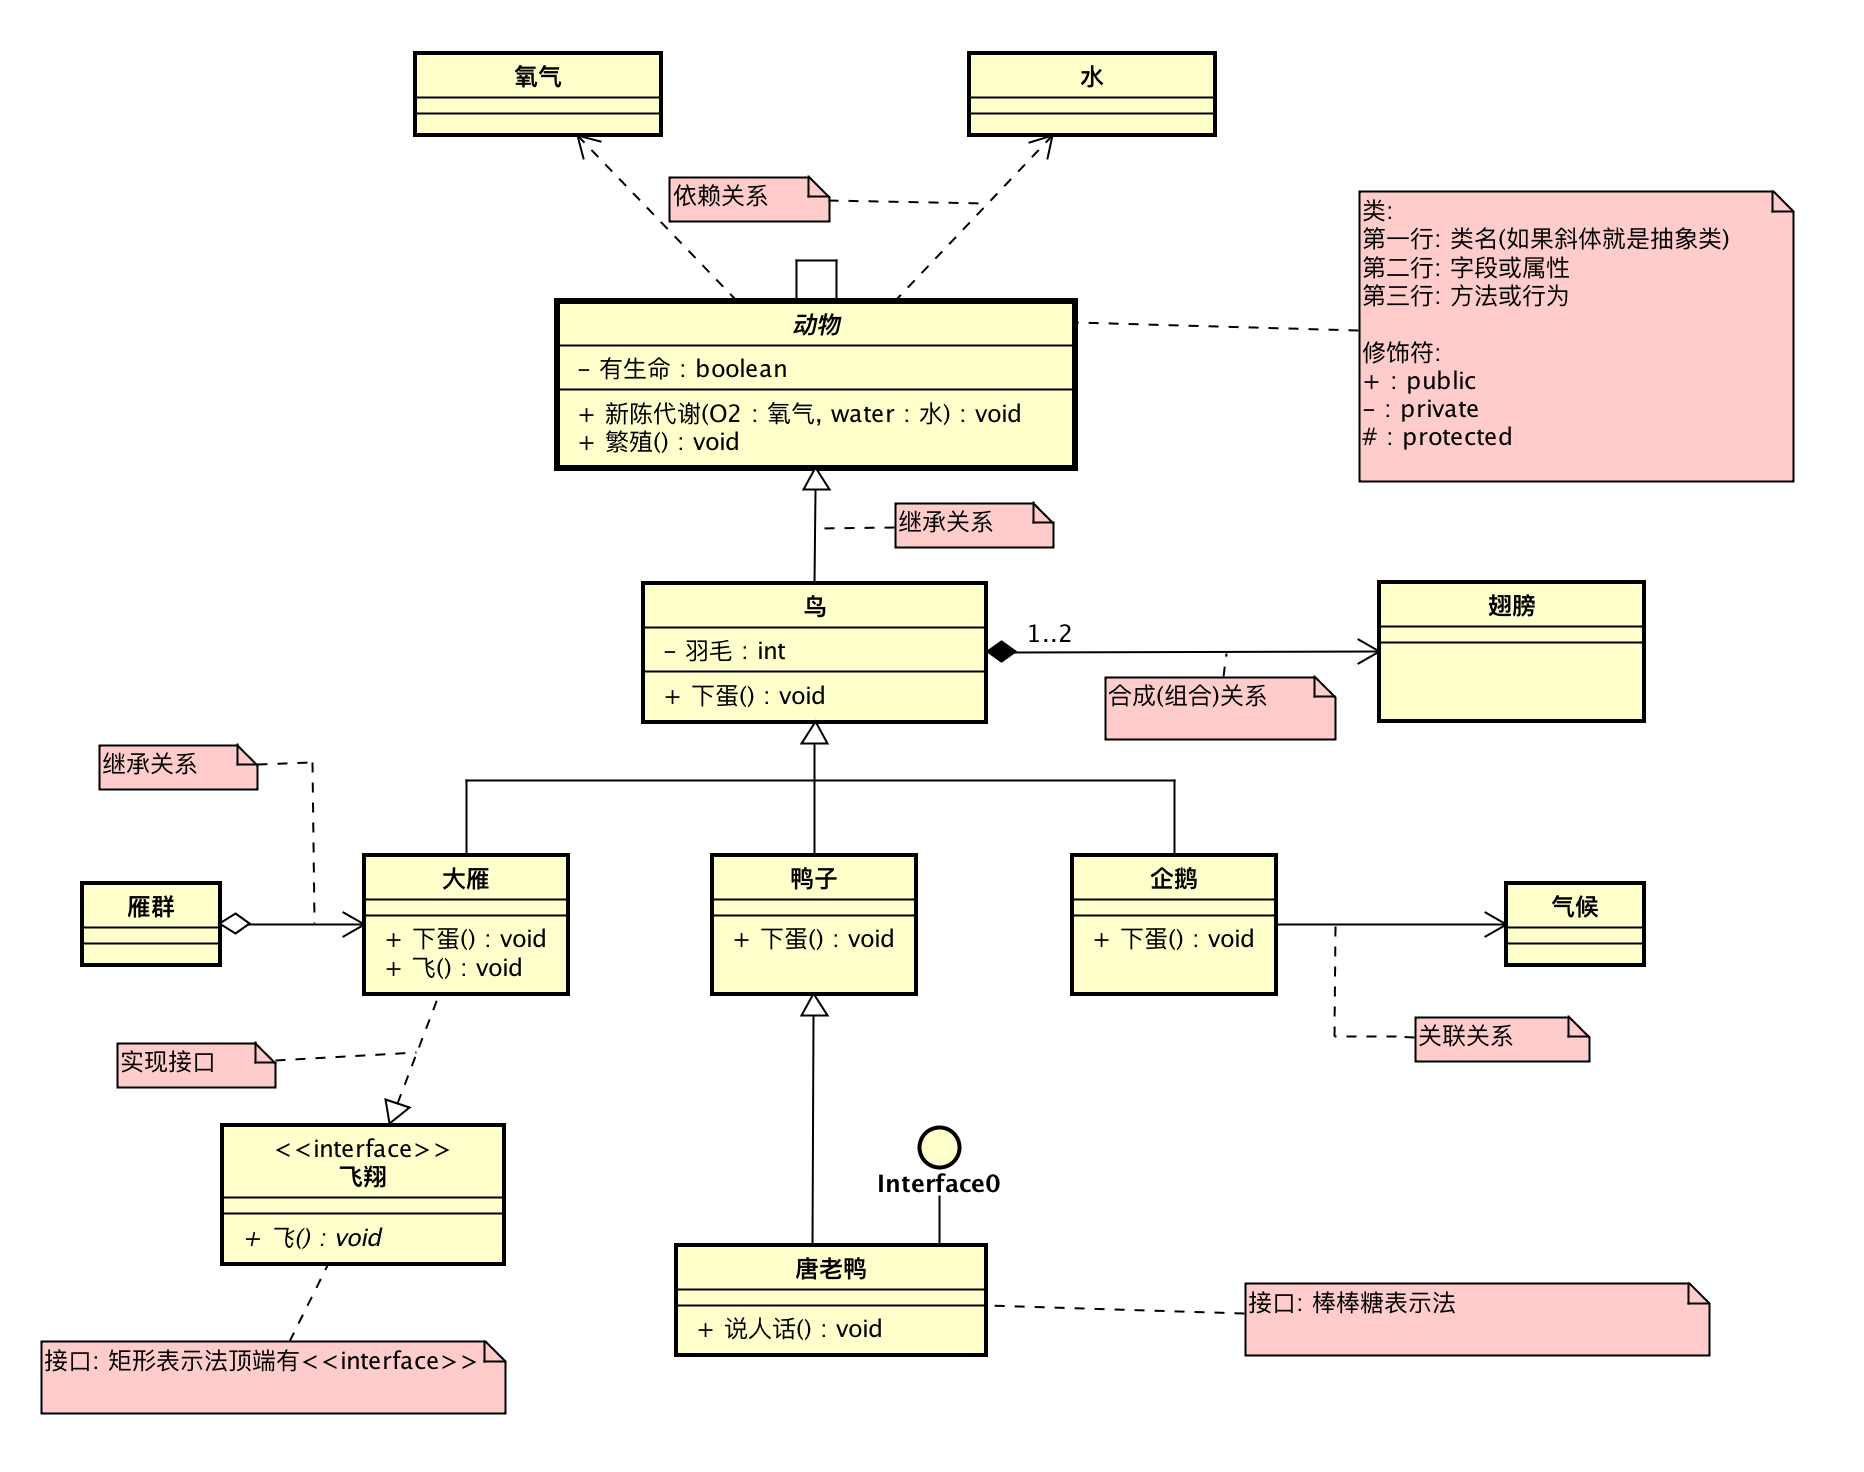 氧气
水
依赖关系
类:
第一行: 类名(如果斜体就是抽象类)
第二行: 字段或属性
第三行: 方法或行为
修饰符:
+ : public
- : private
# : protected
动物
- 有生命 : boolean
+ 新陈代谢(O2 : 氧气, water : 水) : void
+ 繁殖() : void
继承关系
鸟
- 羽毛 : int
+ 下蛋() : void
1..2
翅膀
合成(组合)关系
继承关系
雁群
大雁
+ 下蛋() : void
+ 飞() : void
鸭子
+ 下蛋() : void
企鹅
+ 下蛋() : void
气候
关联关系
实现接口
<<interface>>
飞翔
+ 飞() : void
Interface0
唐老鸭
+ 说人话() : void
接口: 棒棒糖表示法
接口: 矩形表示法顶端有<<interface>>